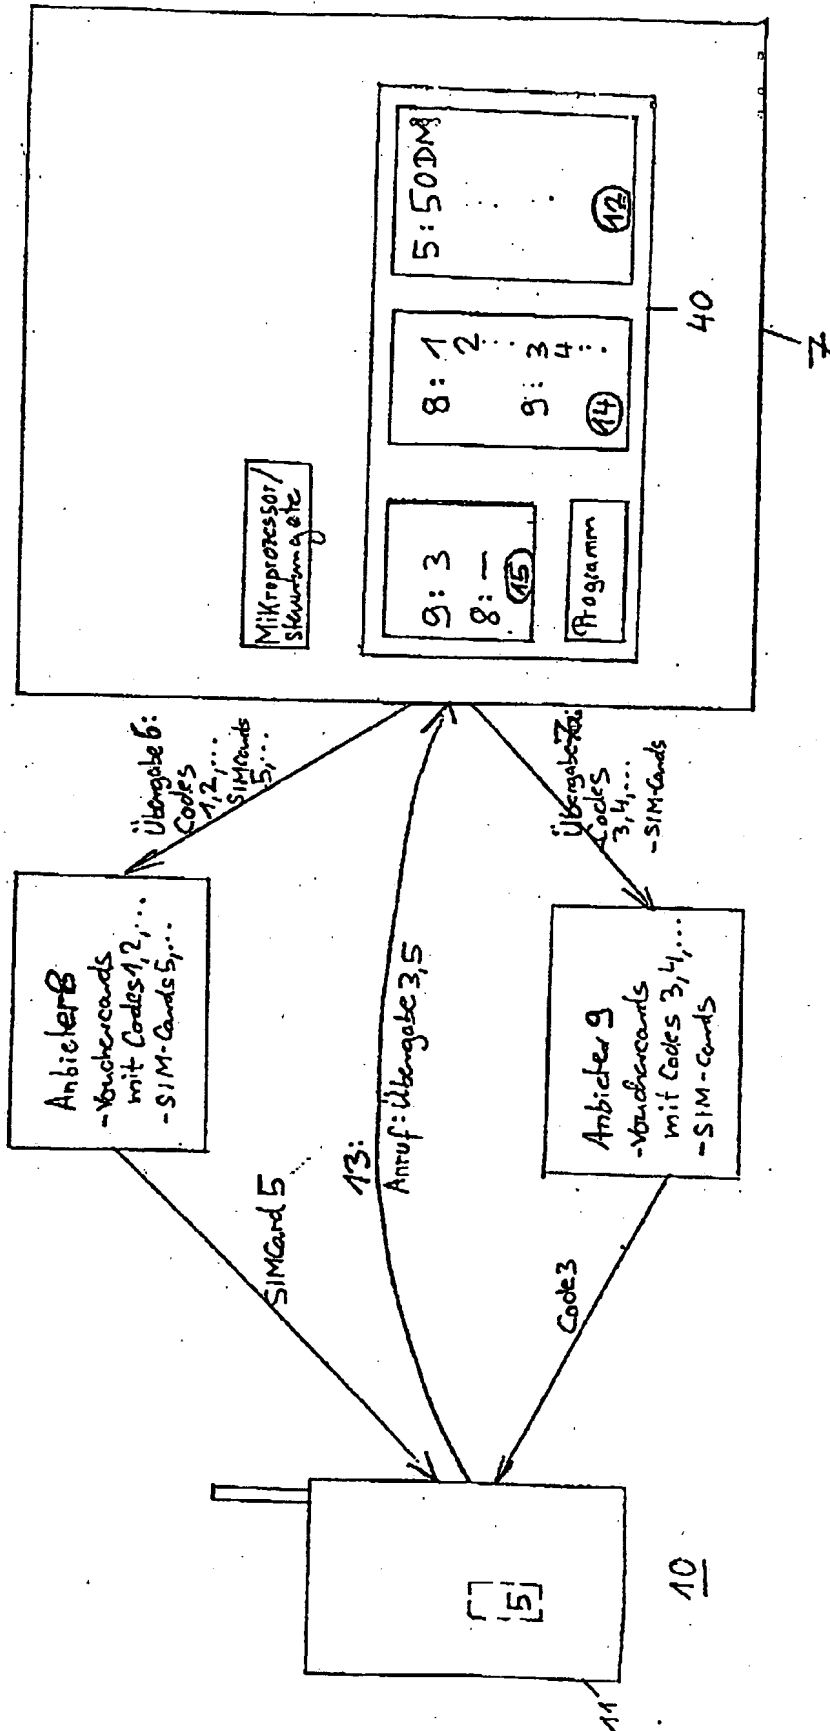 Mikroprozessor/
9: 3
8: —
15
Programm
8: 1
2
9: 3
4
14
5: 50DM
12
40
7
Übergabe 6:
Codes
1,2,...
SIMCards
5,...
Codes
3,4,...
-SIM-Cards
Anbieter 8
-Vouchercards
mit Codes 1,2,...
-SIM-Cards 5,...
Anbieter 9
-Vouchercards
mit Codes 3,4,...
-SIM-Cards
SIMCard 5
13:
Anruf: Übergabe 3,5
Code 3
5
10
11